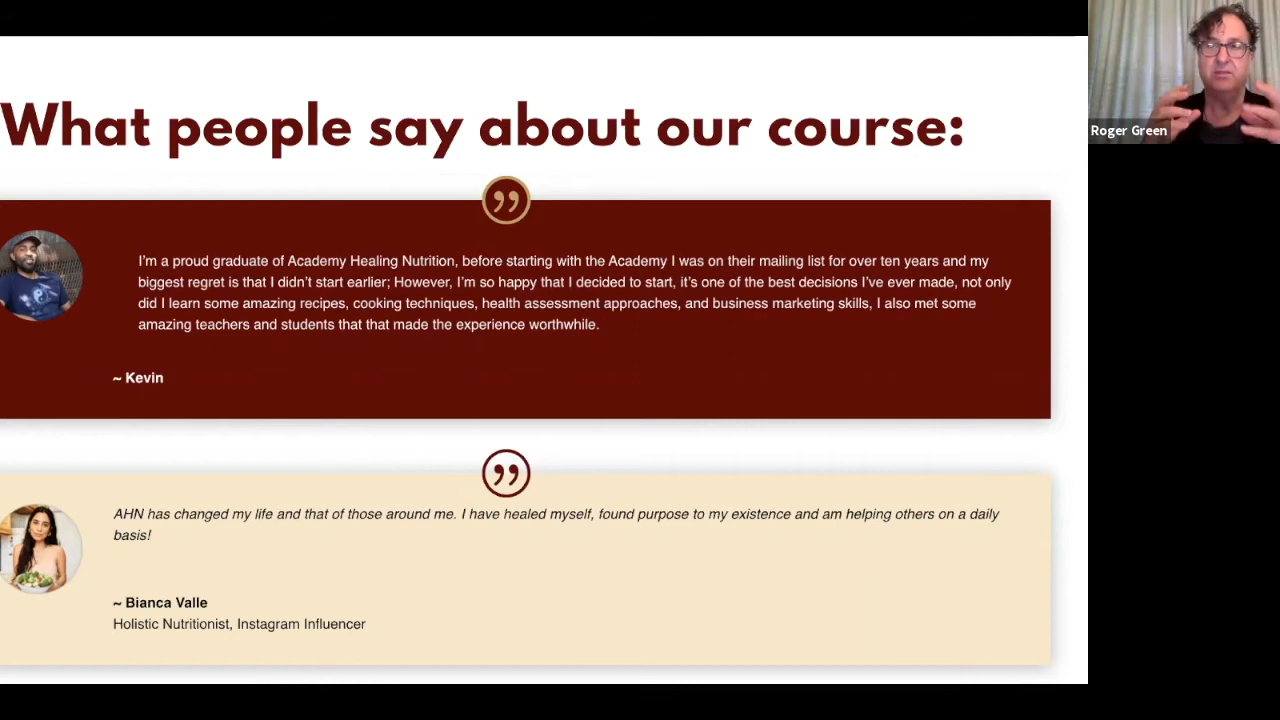 What people say about our course:
I'm a proud graduate of Academy Healing Nutrition, before starting with the Academy I was on their mailing list for over ten years and my
biggest regret is that I didn't start earlier; However, I'm so happy that I decided to start, it's one of the best decisions I've ever made, not only
did I learn some amazing recipes, cooking techniques, health assessment approaches, and business marketing skills, I also met some
amazing teachers and students that that made the experience worthwhile.
~ Kevin
AHN has changed my life and that of those around me. I have healed myself, found purpose to my existence and am helping others on a daily
basis!
~ Bianca Valle
Holistic Nutritionist, Instagram Influencer
Roger Green